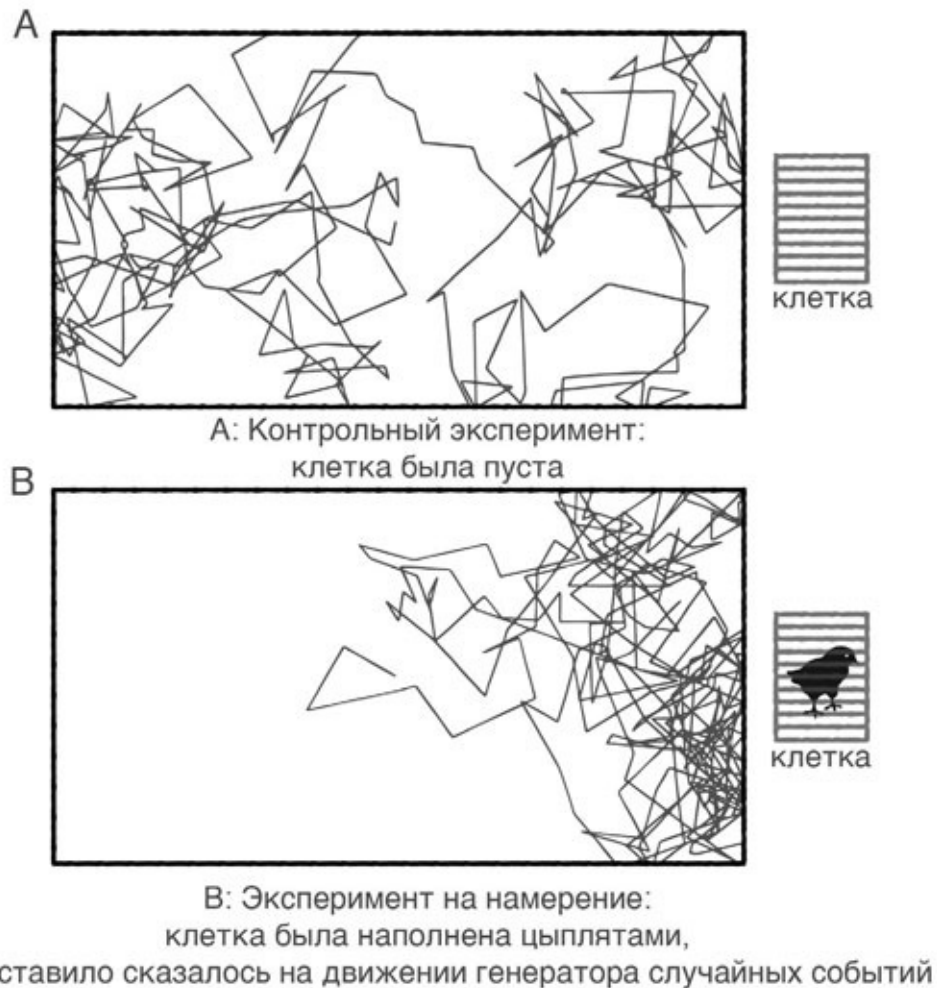 A
клетка
A: Контрольный эксперимент:
клетка была пуста
B
клетка
B: Эксперимент на намерение:
клетка была наполнена цыплятами,
ставило сказалось на движении генератора случайных событий